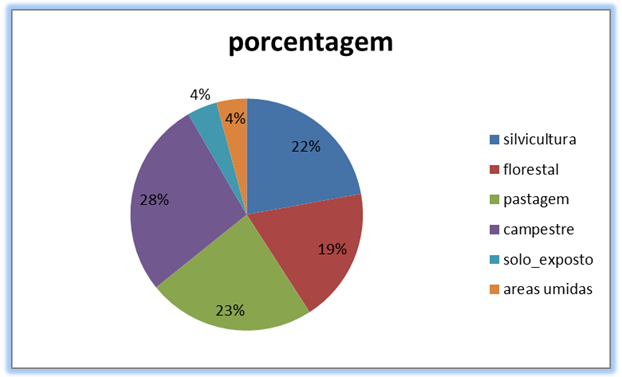 porcentagem
4%
4%
22%
28%
19%
23%
silvicultura
florestal
pastagem
campestre
solo_exposto
areas umidas